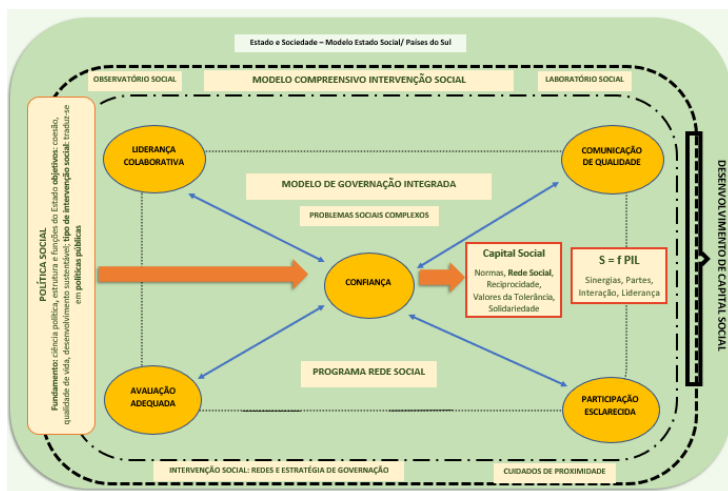 Estado e Sociedade – Modelo Estado Social/ Países do Sul
OBSERVATÓRIO SOCIAL
MODELO COMPREENSIVO INTERVENÇÃO SOCIAL
LABORATÓRIO SOCIAL
POLÍTICA SOCIAL
Fundamento: ciência política, estrutura e funções do Estado objetivos: coesão,
qualidade de vida, desenvolvimento sustentável; tipo de intervenção social: traduz-se
em políticas públicas
LIDERANÇA
COLABORATIVA
COMUNICAÇÃO
DE QUALIDADE
MODELO DE GOVERNAÇÃO INTEGRADA
PROBLEMAS SOCIAIS COMPLEXOS
CONFIANÇA
Capital Social
Normas, Rede Social,
Reciprocidade,
Valores da Tolerância,
Solidariedade
S = f PIL
Sinergias, Partes,
Interação, Liderança
DESENVOLVIMENTO DE CAPITAL SOCIAL
PROGRAMA REDE SOCIAL
AVALIAÇÃO
ADEQUADA
PARTICIPAÇÃO
ESCLARECIDA
INTERVENÇÃO SOCIAL: REDES E ESTRATÉGIA DE GOVERNAÇÃO
CUIDADOS DE PROXIMIDADE